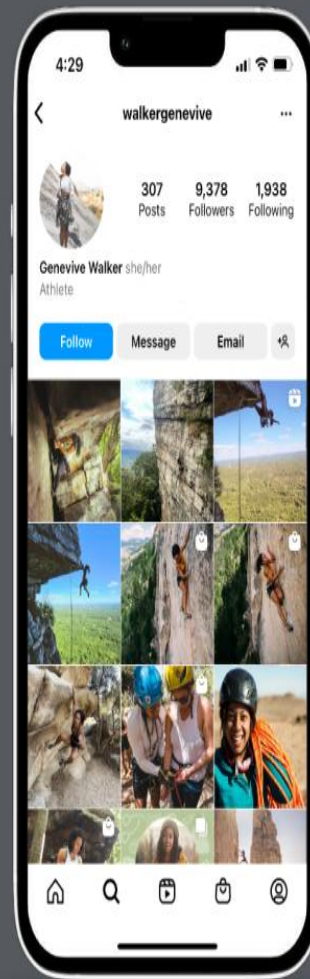 4:29
walkergenevive
307 9,378 1,938
Posts Followers Following
Genevive Walker she/her
Athlete
Follow Message Email